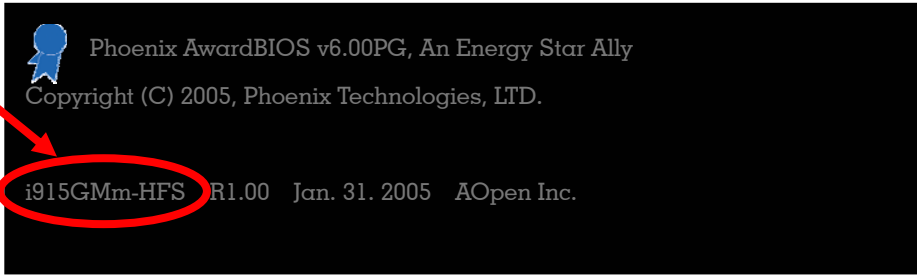 Phoenix AwardBIOS v6.00PG, An Energy Star Ally
Copyright (C) 2005, Phoenix Technologies, LTD.
i915GMm-HFS R1.00 Jan. 31. 2005 AOpen Inc.